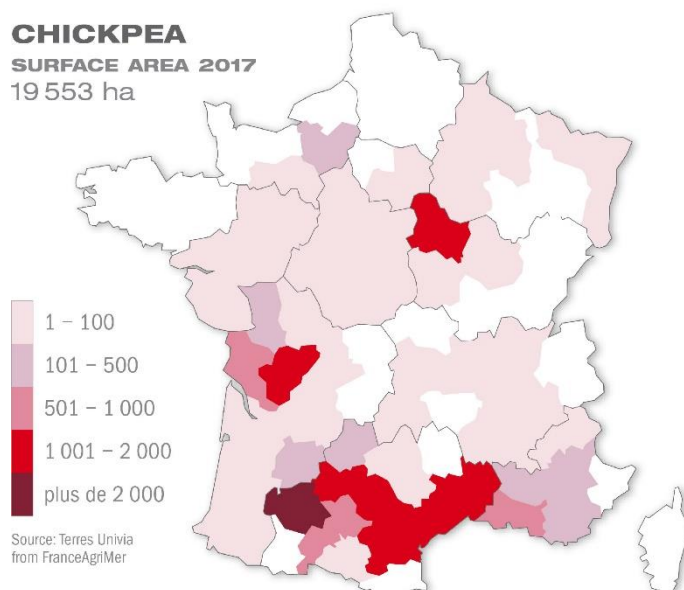 CHICKPEA
SURFACE AREA 2017
19 553 ha
1 – 100
101 – 500
501 – 1 000
1 001 – 2 000
plus de 2 000
Source: Terres Univia
from FranceAgriMer